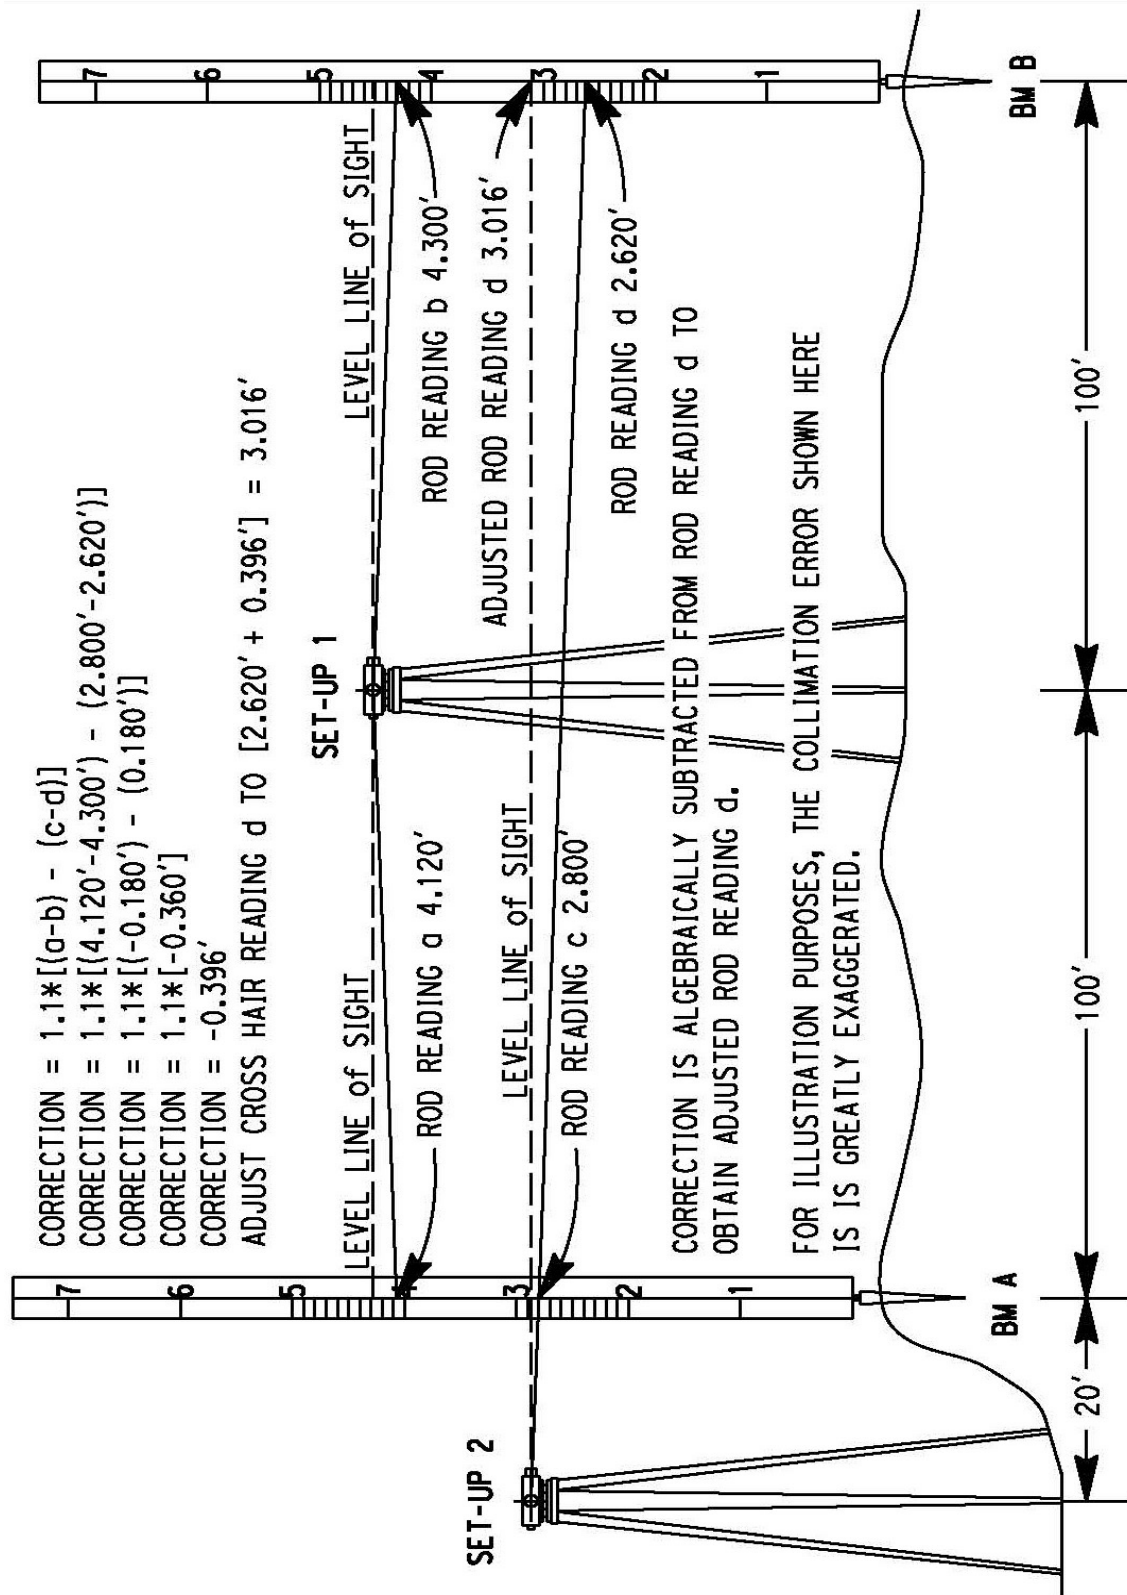 CORRECTION = 1.1*[(a-b) - (c-d)]
CORRECTION = 1.1*[(4.120'-4.300') - (2.800'-2.620')]
CORRECTION = 1.1*[(-0.180') - (0.180')]
CORRECTION = 1.1*[-0.360']
CORRECTION = -0.396'
ADJUST CROSS HAIR READING d TO [2.620' + 0.396'] = 3.016'
SET-UP 1
LEVEL LINE of SIGHT
LEVEL LINE of SIGHT
ROD READING a 4.120'
ROD READING b 4.300'
SET-UP 2
LEVEL LINE of SIGHT
ADJUSTED ROD READING d 3.016'
ROD READING c 2.800'
ROD READING d 2.620'
CORRECTION IS ALGEBRAICALLY SUBTRACTED FROM ROD READING d TO
OBTAIN ADJUSTED ROD READING d.
FOR ILLUSTRATION PURPOSES, THE COLLIMATION ERROR SHOWN HERE
IS IS GREATLY EXAGGERATED.
7
6
5
4
3
2
1
7
6
5
4
3
2
1
BM A
BM B
20'
100'
100'